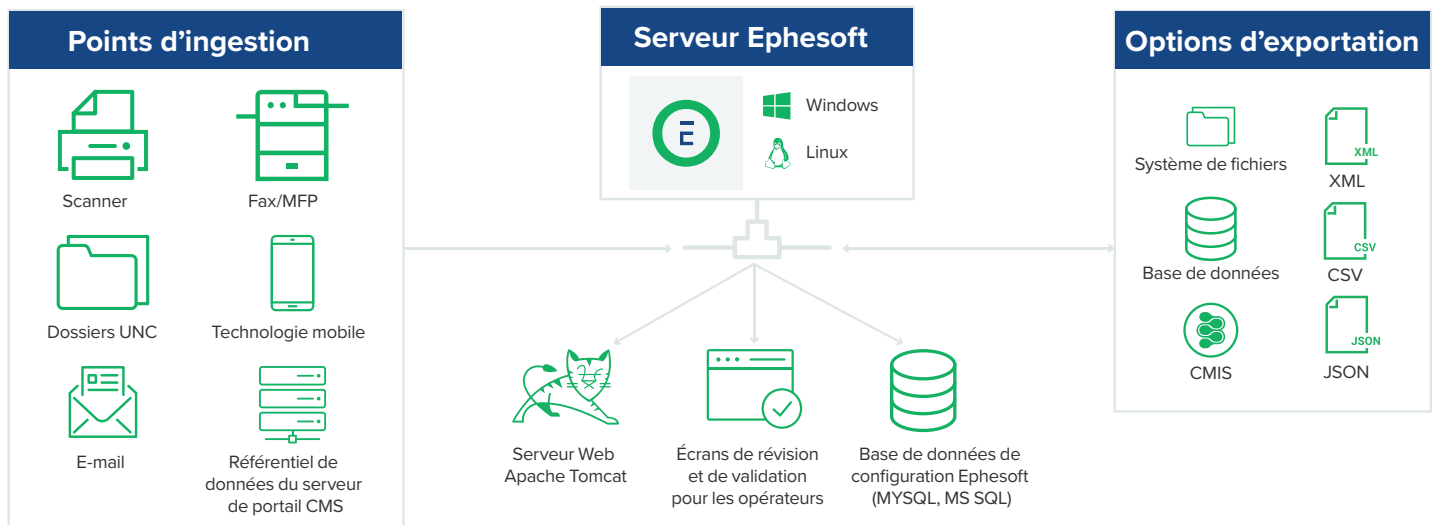 Points d’ingestion
Scanner
Fax/MFP
Dossiers UNC
Technologie mobile
E-mail
Référentiel de
données du serveur
de portail CMS
Serveur Ephesoft
E
Windows
Linux
Serveur Web
Apache Tomcat
Écrans de révision
et de validation
pour les opérateurs
Base de données de
configuration Ephesoft
(MYSQL, MS SQL)
Options d’exportation
Système de fichiers
XML
XML
Base de données
CSV
CSV
CMIS
JSON
JSON